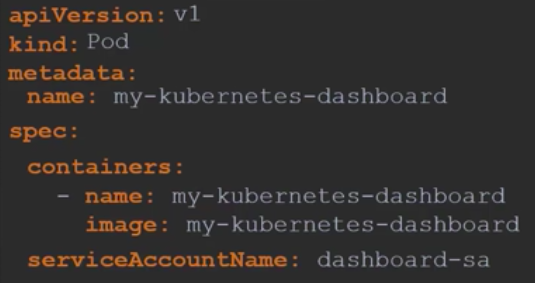 apiVersion: v1
kind: Pod
metadata:
  name: my-kubernetes-dashboard
spec:
  containers:
    - name: my-kubernetes-dashboard
      image: my-kubernetes-dashboard
  serviceAccountName: dashboard-sa